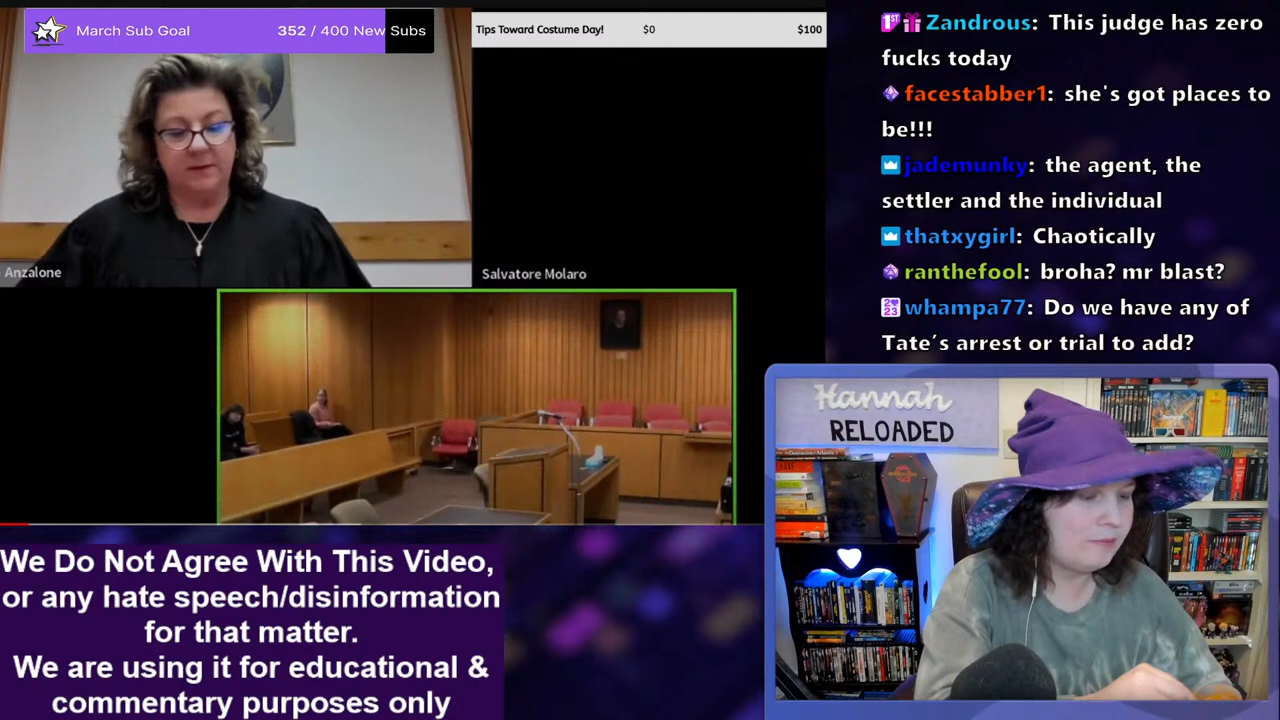 March Sub Goal 352 / 400 New Subs
Tips Toward Costume Day! $0 $100
Anzalone
Salvatore Molaro
Zandrous: This judge has zero
fucks today
facestabber1: she's got places to
be!!!
jademunky: the agent, the
settler and the individual
thatxygirl: Chaotically
ranthefool: broha? mr blast?
whampa77: Do we have any of
Tate's arrest or trial to add?
Hannah
RELOADED
We Do Not Agree With This Video,
or any hate speech/disinformation
for that matter.
We are using it for educational &
commentary purposes only